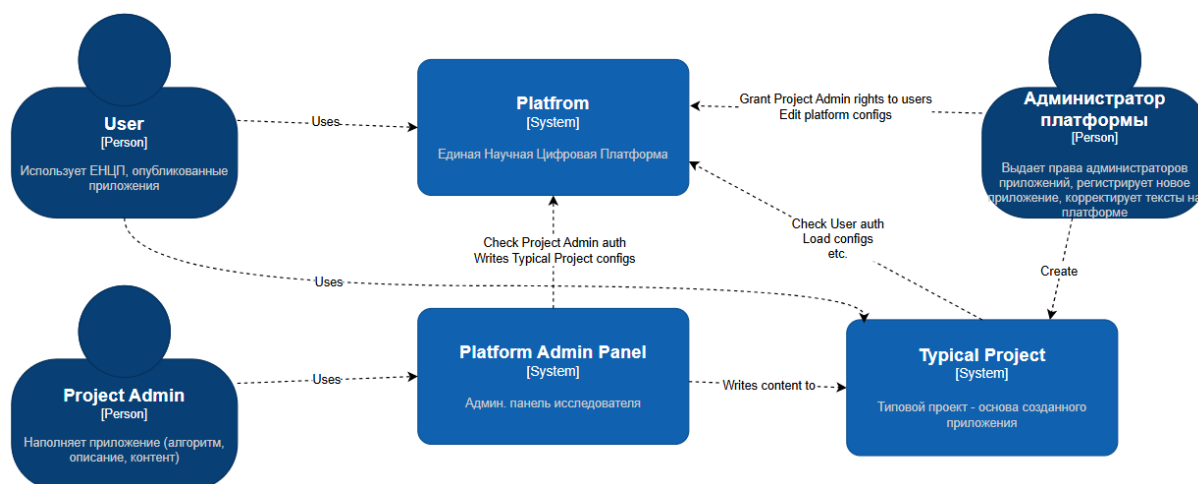 User
[Person]
Использует ЕНЦП, опубликованные
приложения
Uses
Platfrom
[System]
Единая Научная Цифровая Платформа
Grant Project Admin rights to users
Edit platform configs
Администратор
платформы
[Person]
Выдает права администраторов
приложений, регистрирует новое
приложение, корректирует тексты на
платформе
Check Project Admin auth
Writes Typical Project configs
Check User auth
Load configs
etc.
Uses
Create
Project Admin
[Person]
Наполняет приложение (алгоритм,
описание, контент)
Uses
Platform Admin Panel
[System]
Админ. панель исследователя
Writes content to
Typical Project
[System]
Типовой проект - основа созданного
приложения